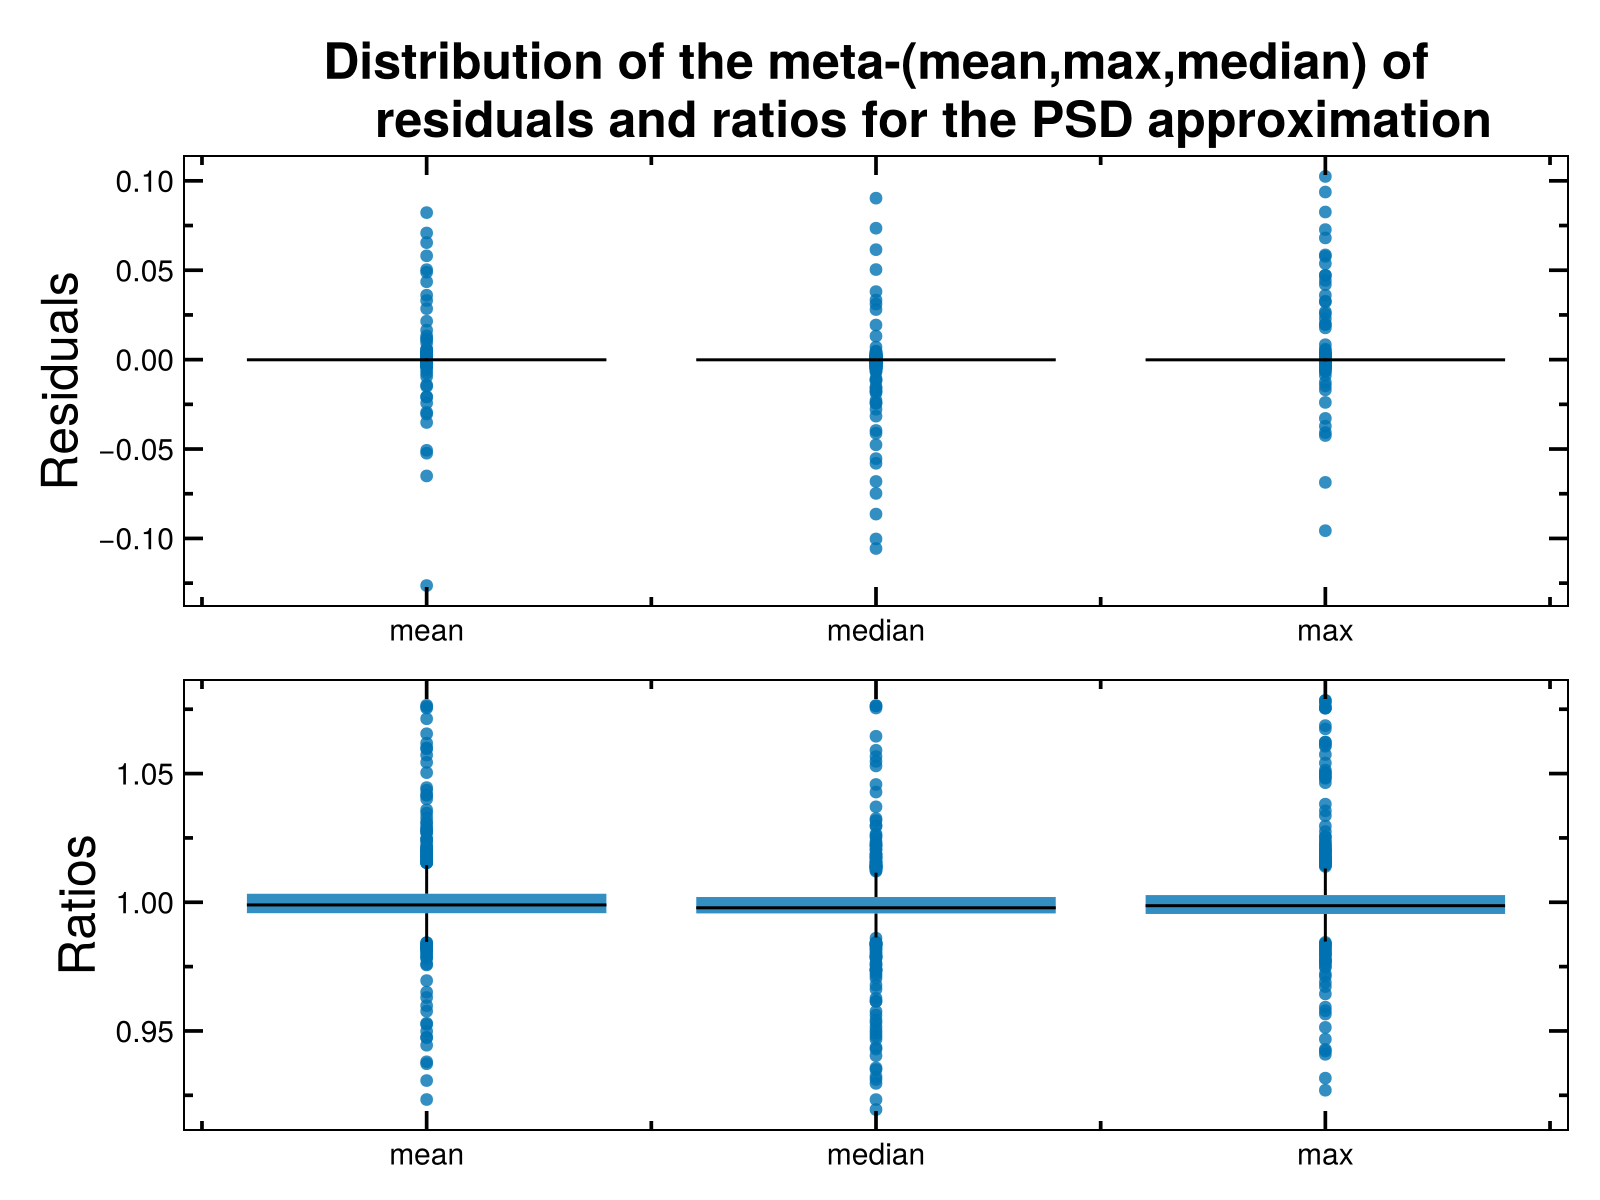 Distribution of the meta-(mean,max,median) of
residuals and ratios for the PSD approximation
Residuals
0.10
0.05
0.00
−0.05
−0.10
mean median max
Ratios
1.05
1.00
0.95
mean median max